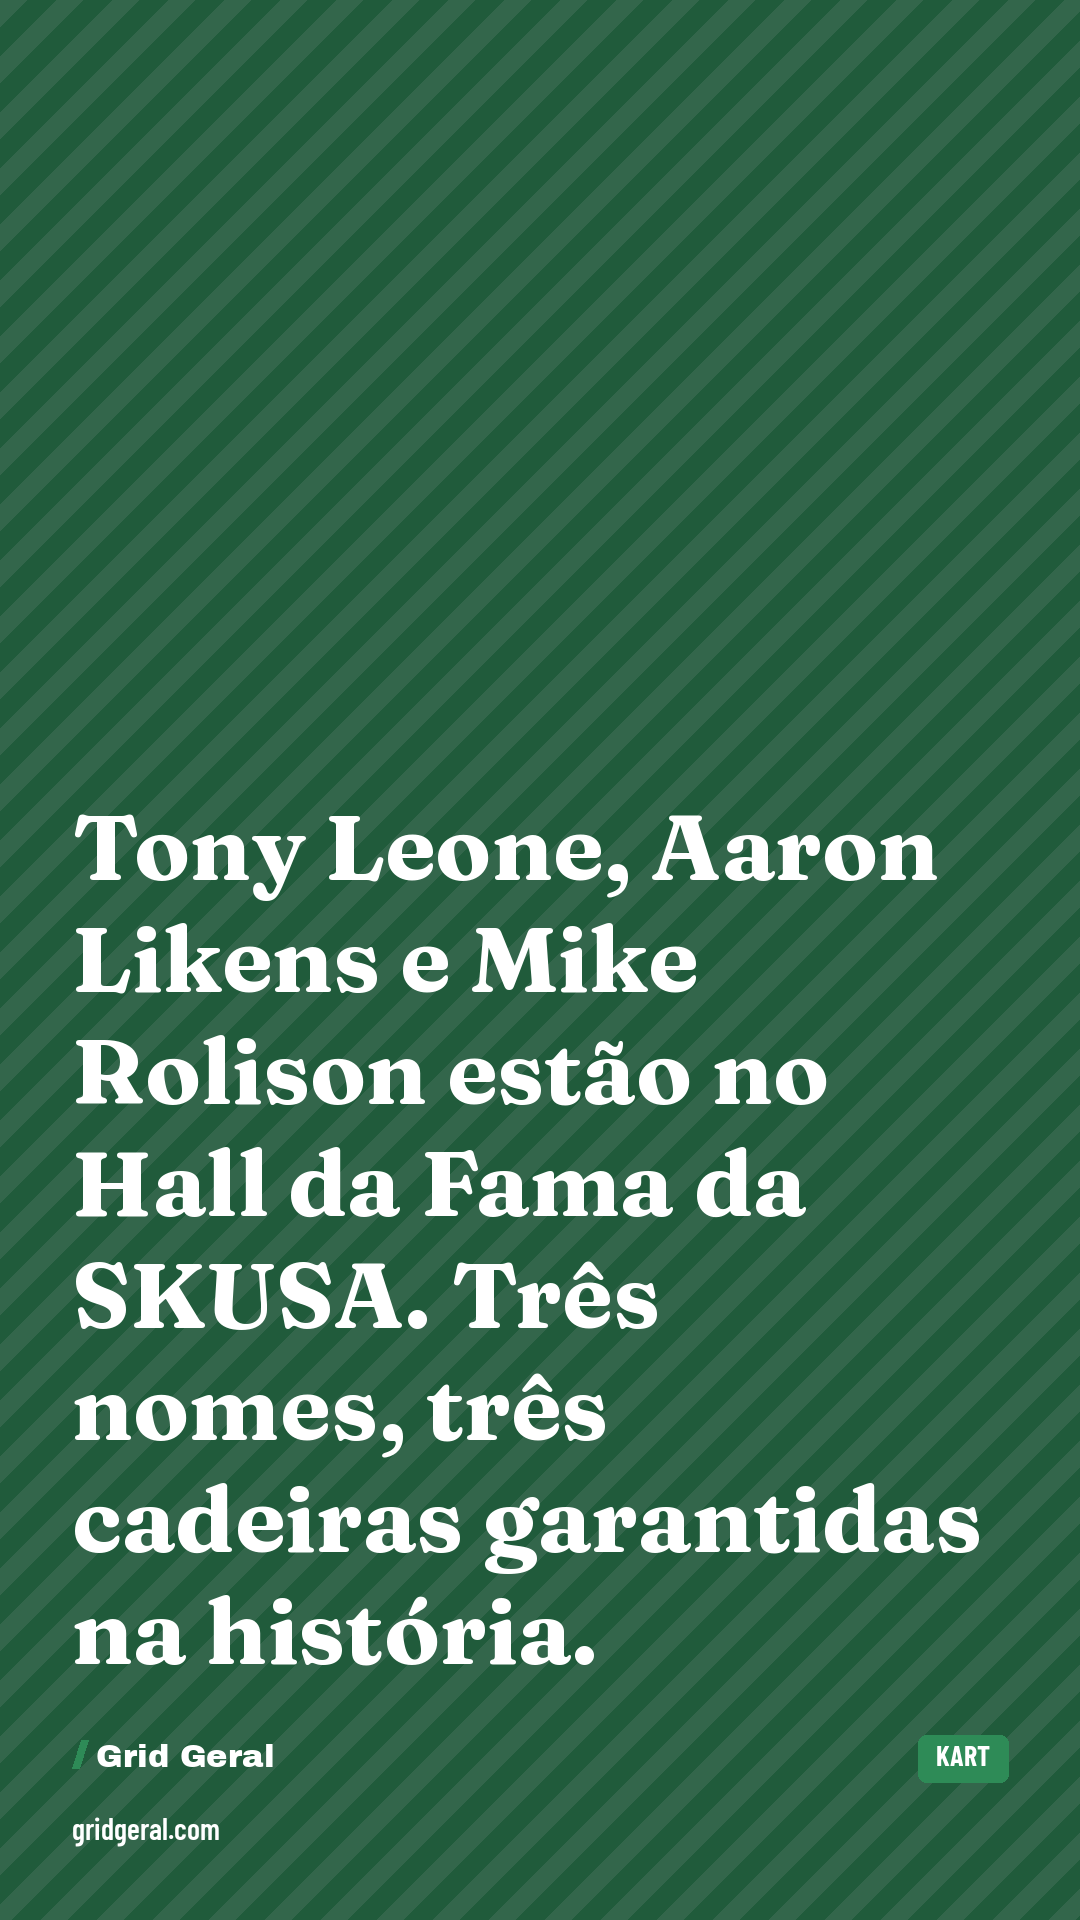 Tony Leone, Aaron
Likens e Mike
Rolison estão no
Hall da Fama da
SKUSA. Três
nomes, três
cadeiras garantidas
na história.
/ Grid Geral
KART
gridgeral.com